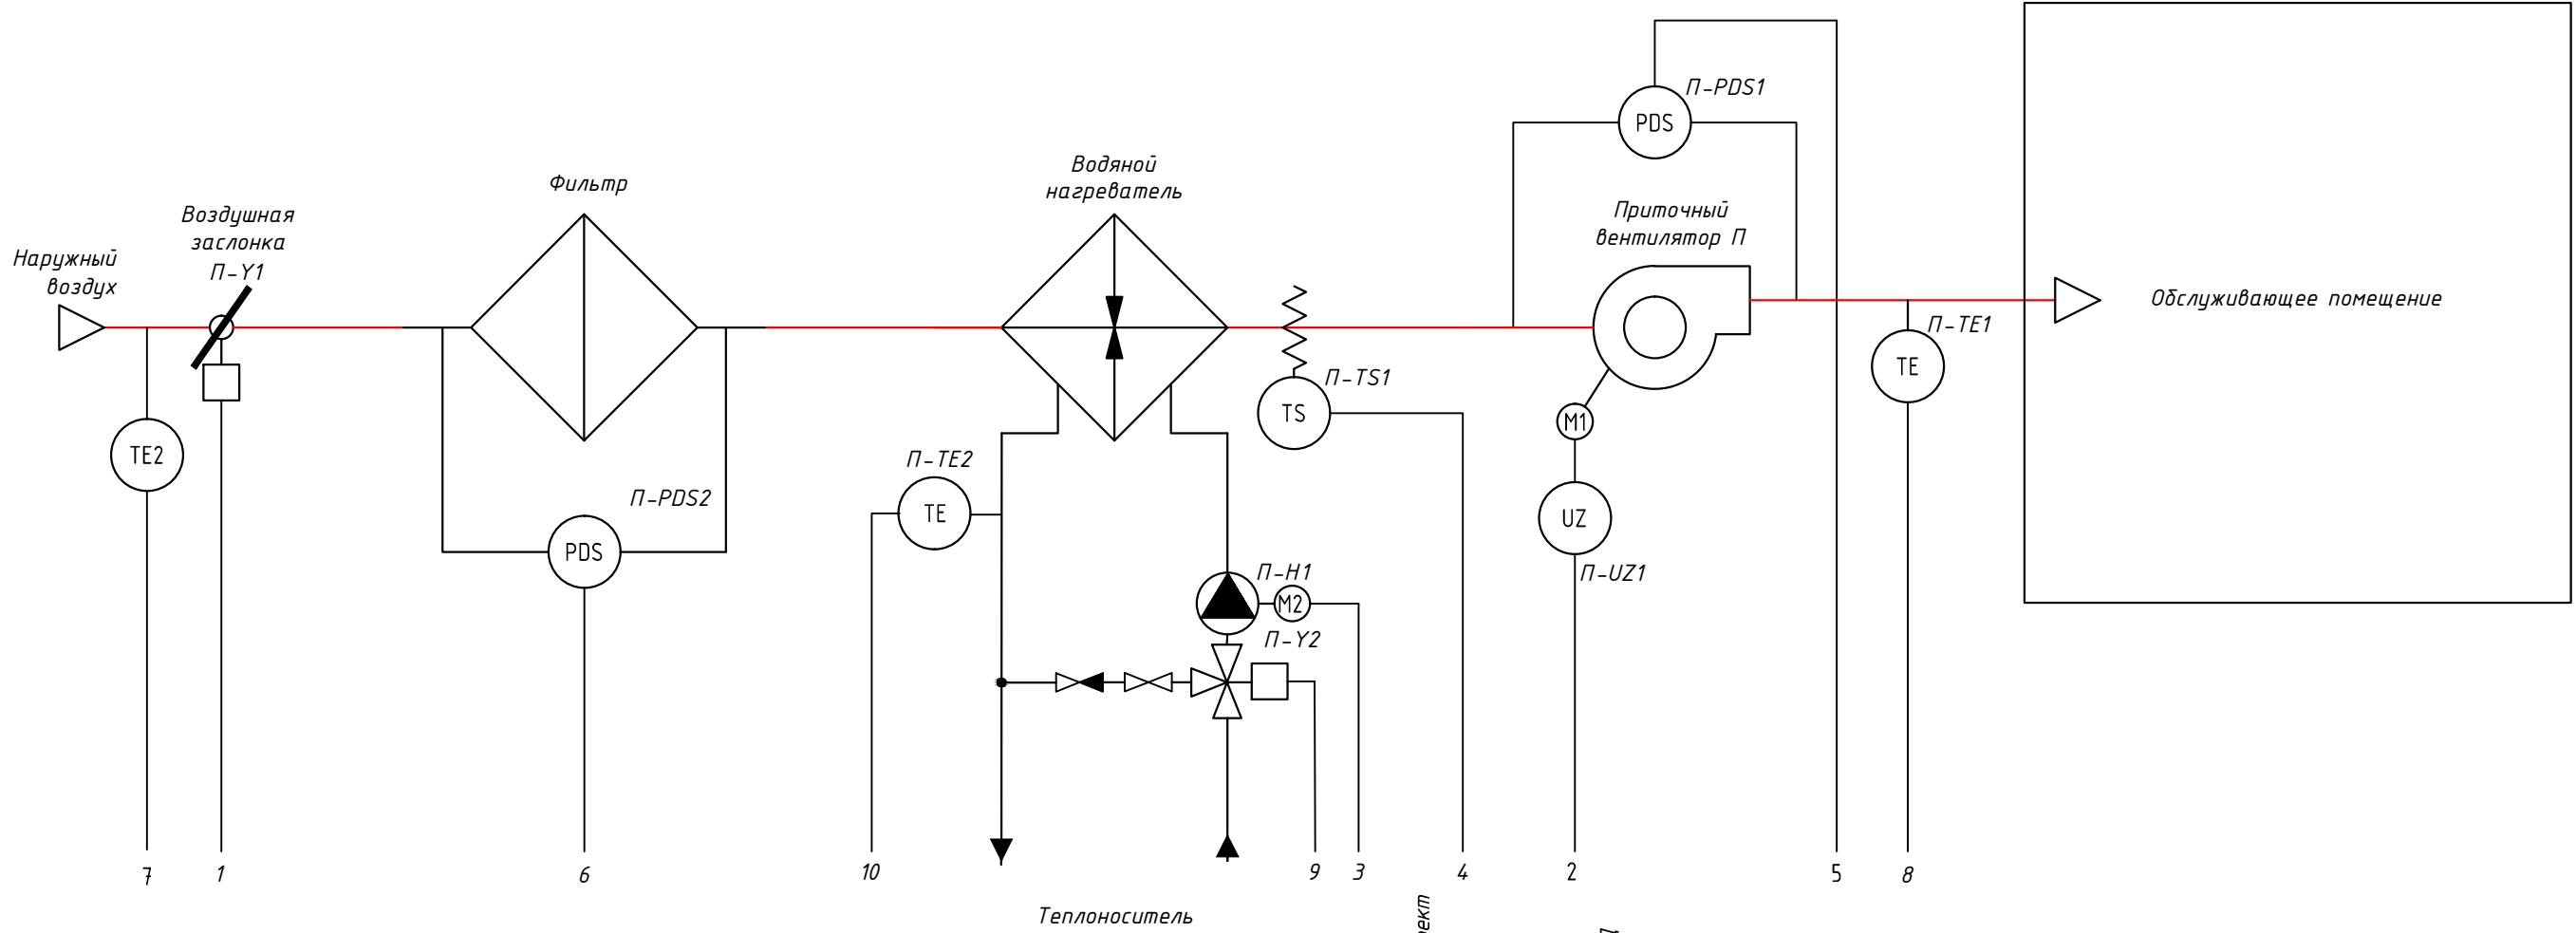 Наружный
воздух
Воздушная
заслонка
П-Y1
TE2
Фильтр
П-PDS2
PDS
Водяной
нагреватель
П-TE2
TE
П-TS1
TS
П-H1
M2
П-Y2
П-PDS1
PDS
Приточный
вентилятор П
M1
UZ
П-UZ1
П-TE1
TE
Обслуживающее помещение
7 1 6 10 9 3 4 2 5 8
Теплоноситель